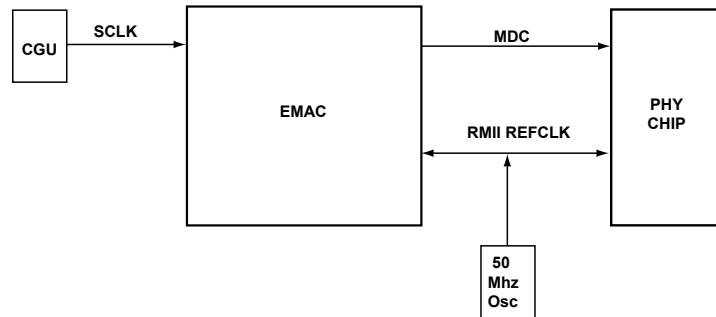 SCLK
CGU
MDC
EMAC
PHY
CHIP
RMII REFCLK
50
Mhz
Osc